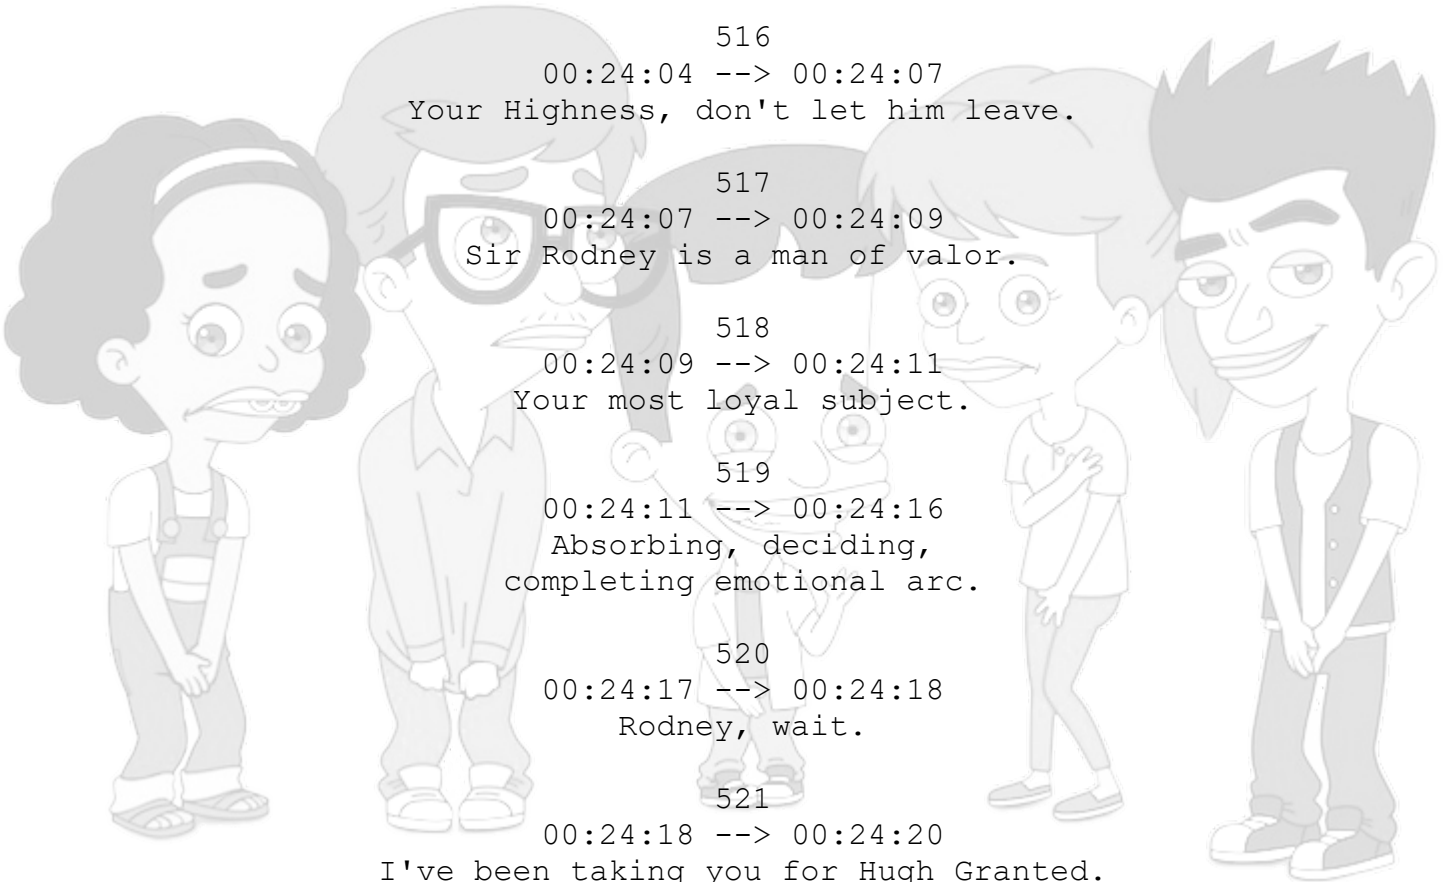 516
00:24:04 --> 00:24:07
Your Highness, don't let him leave.
517
00:24:07 --> 00:24:09
Sir Rodney is a man of valor.
518
00:24:09 --> 00:24:11
Your most loyal subject.
519
00:24:11 --> 00:24:16
Absorbing, deciding,
completing emotional arc.
520
00:24:17 --> 00:24:18
Rodney, wait.
521
00:24:18 --> 00:24:20
I've been taking you for Hugh Granted.